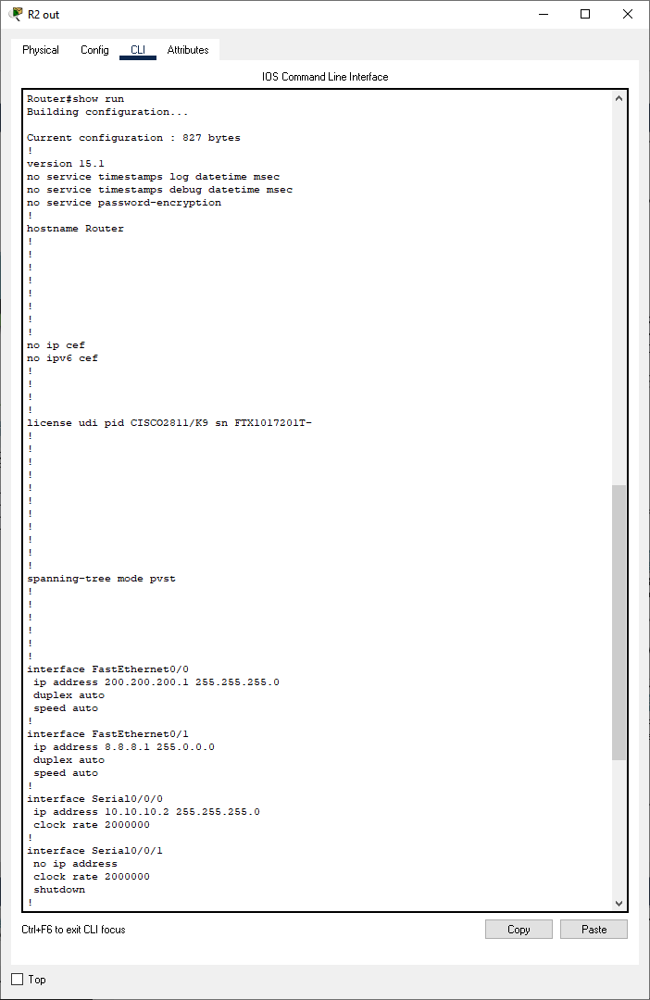 R2 out
Physical Config CLI Attributes
IOS Command Line Interface
Router#show run
Building configuration...
Current configuration : 827 bytes
!
version 15.1
no service timestamps log datetime msec
no service timestamps debug datetime msec
no service password-encryption
!
hostname Router
!
!
!
!
!
!
!
!
no ip cef
no ipv6 cef
!
!
!
!
license udi pid CISCO2811/K9 sn FTX1017201T-
!
!
!
!
!
!
!
!
!
!
!
spanning-tree mode pvst
!
!
!
!
!
!
interface FastEthernet0/0
ip address 200.200.200.1 255.255.255.0
duplex auto
speed auto
!
interface FastEthernet0/1
ip address 8.8.8.1 255.0.0.0
duplex auto
speed auto
!
interface Serial0/0/0
ip address 10.10.10.2 255.255.255.0
clock rate 2000000
!
interface Serial0/0/1
no ip address
clock rate 2000000
shutdown
!
Ctrl+F6 to exit CLI focus
Copy Paste
Top